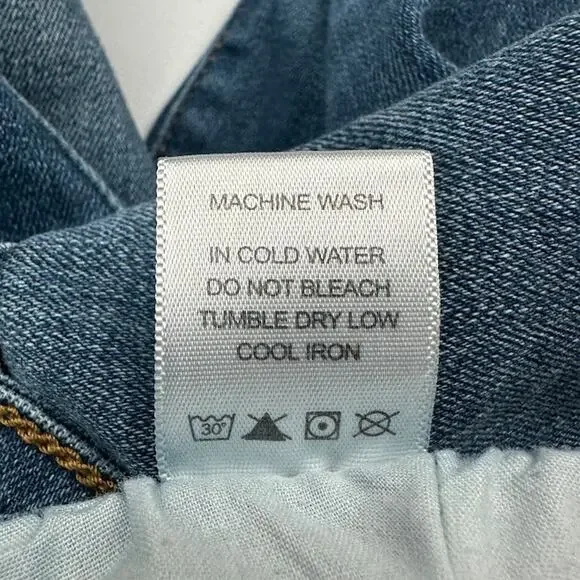 MACHINE WASH
IN COLD WATER
DO NOT BLEACH
TUMBLE DRY LOW
COOL IRON
30°